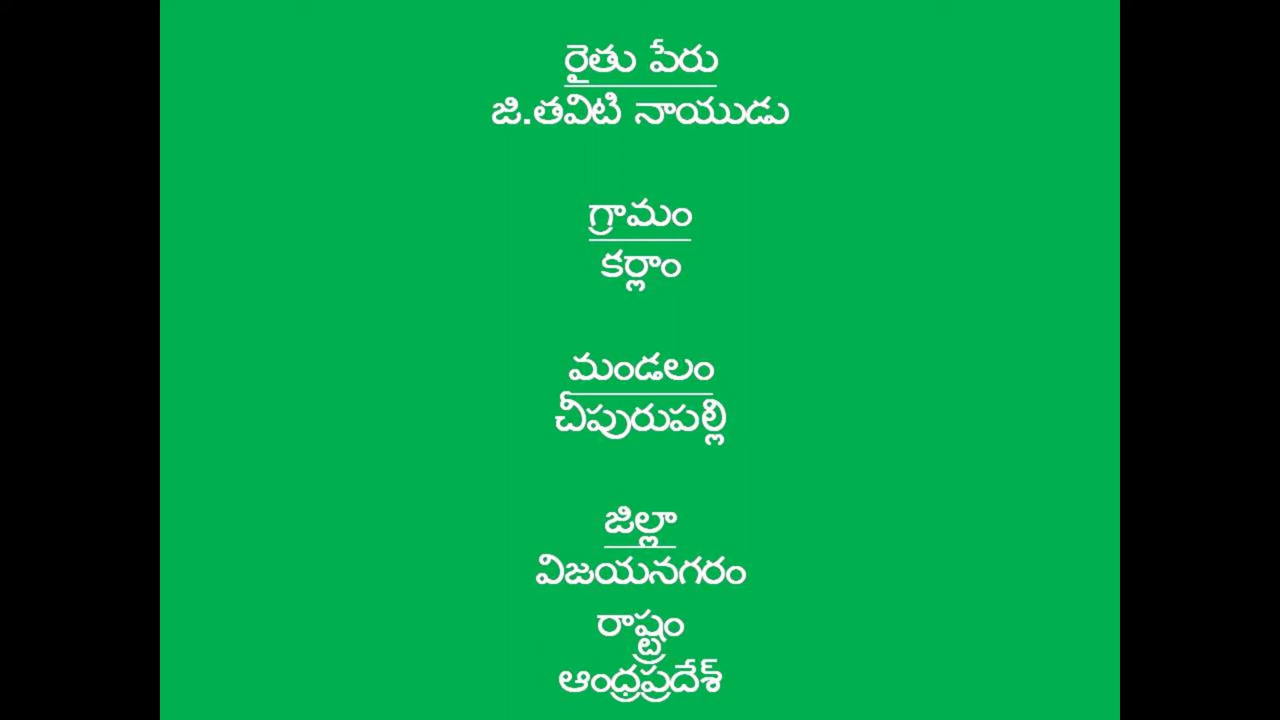 రైతు పేరు
జి.తవిటి నాయుడు
గ్రామం
కర్లాం
మండలం
చీపురుపల్లి
జిల్లా
విజయనగరం
రాష్ట్రం
ఆంధ్రప్రదేశ్